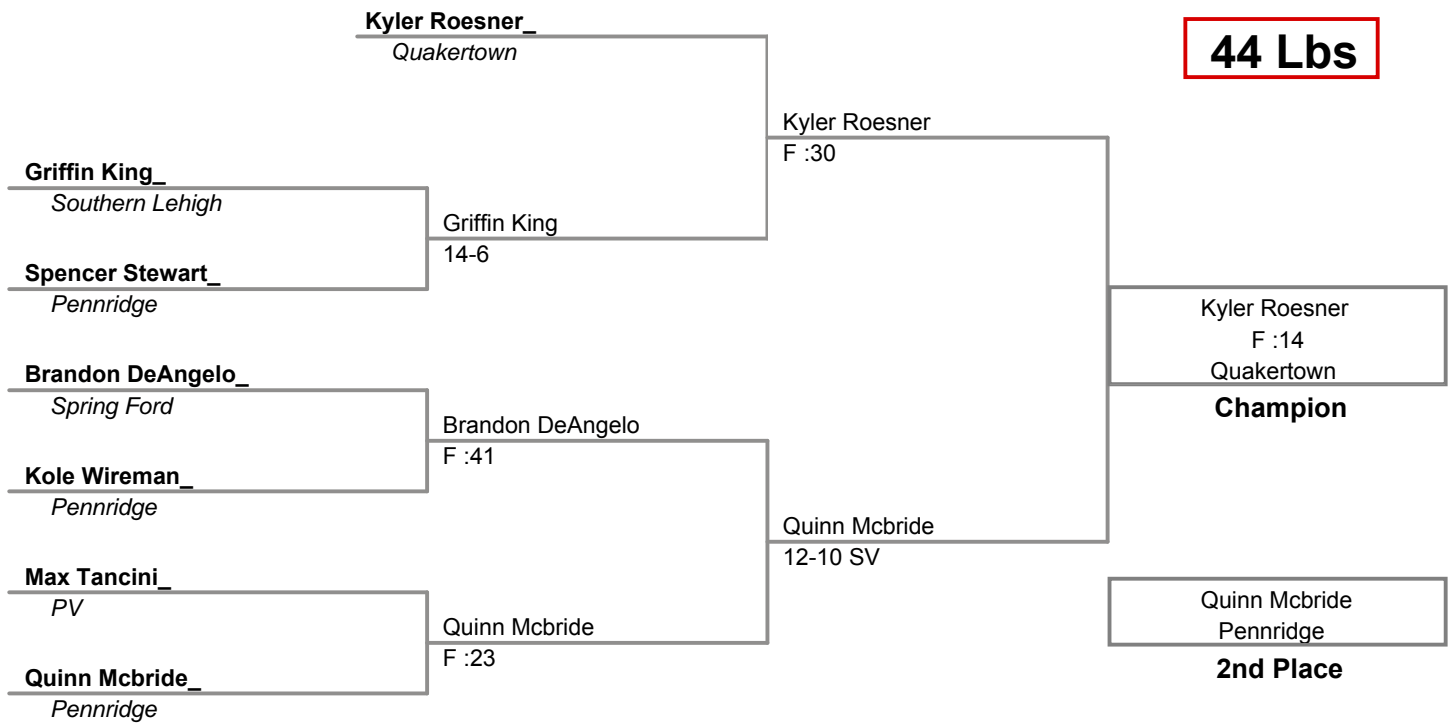 Kyler Roesner_
Quakertown
44 Lbs
Kyler Roesner
F :30
Griffin King_
Southern Lehigh
Griffin King
14-6
Spencer Stewart_
Pennridge
Kyler Roesner
F :14
Quakertown
Champion
Brandon DeAngelo_
Spring Ford
Brandon DeAngelo
F :41
Kole Wireman_
Pennridge
Quinn Mcbride
12-10 SV
Max Tancini_
PV
Quinn Mcbride
F :23
Quinn Mcbride_
Pennridge
Quinn Mcbride
Pennridge
2nd Place